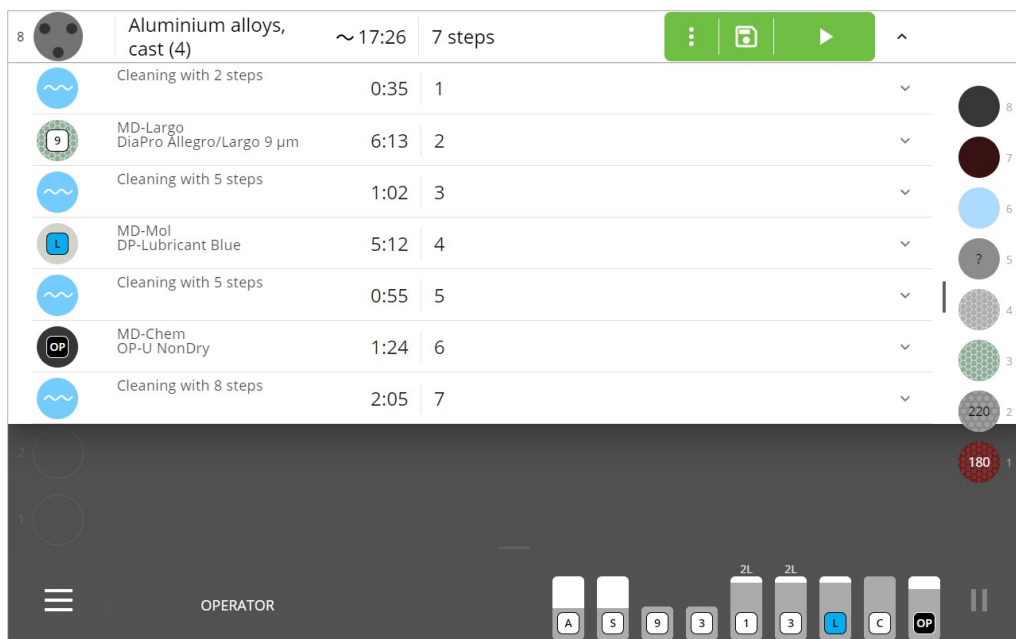 8
Aluminium alloys,
cast (4)
~ 17:26
7 steps
Cleaning with 2 steps
0:35
1
9
MD-Largo
DiaPro Allegro/Largo 9 µm
6:13
2
Cleaning with 5 steps
1:02
3
L
MD-Mol
DP-Lubricant Blue
5:12
4
Cleaning with 5 steps
0:55
5
OP
MD-Chem
OP-U NonDry
1:24
6
Cleaning with 8 steps
2:05
7
8
7
6
? 5
4
3
220 2
180 1
2
1
OPERATOR
2L 2L
A S 9 3 1 3 L C OP